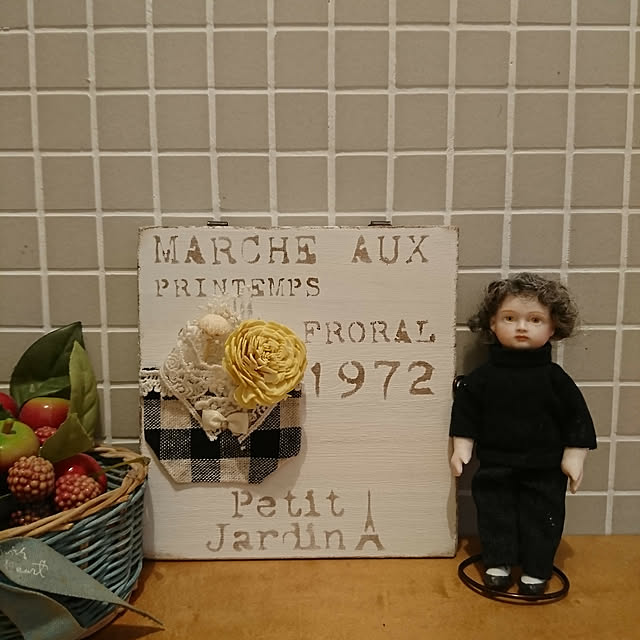 MARCHE AUX
PRINTEMPS
FRORAL
1972
Petit
Jardin